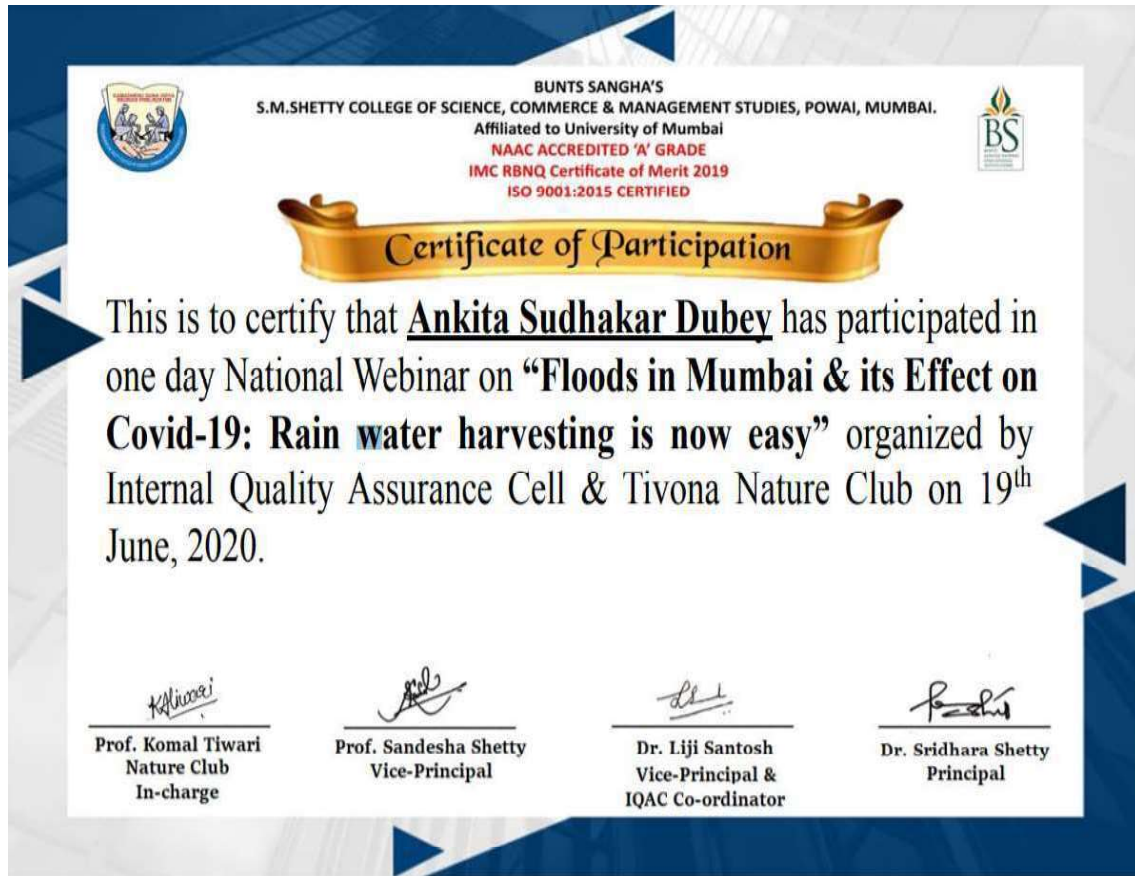 BUNTS SANGHA'S
S.M.SHETTY COLLEGE OF SCIENCE, COMMERCE & MANAGEMENT STUDIES, POWAI, MUMBAI.
Affiliated to University of Mumbai
NAAC ACCREDITED 'A' GRADE
IMC RBNQ Certificate of Merit 2019
ISO 9001:2015 CERTIFIED
BS
Certificate of Participation
This is to certify that Ankita Sudhakar Dubey has participated in
one day National Webinar on “Floods in Mumbai & its Effect on
Covid-19: Rain water harvesting is now easy” organized by
Internal Quality Assurance Cell & Tivona Nature Club on 19th
June, 2020.
Prof. Komal Tiwari
Nature Club
In-charge
Prof. Sandesha Shetty
Vice-Principal
Dr. Liji Santosh
Vice-Principal &
IQAC Co-ordinator
Dr. Sridhara Shetty
Principal